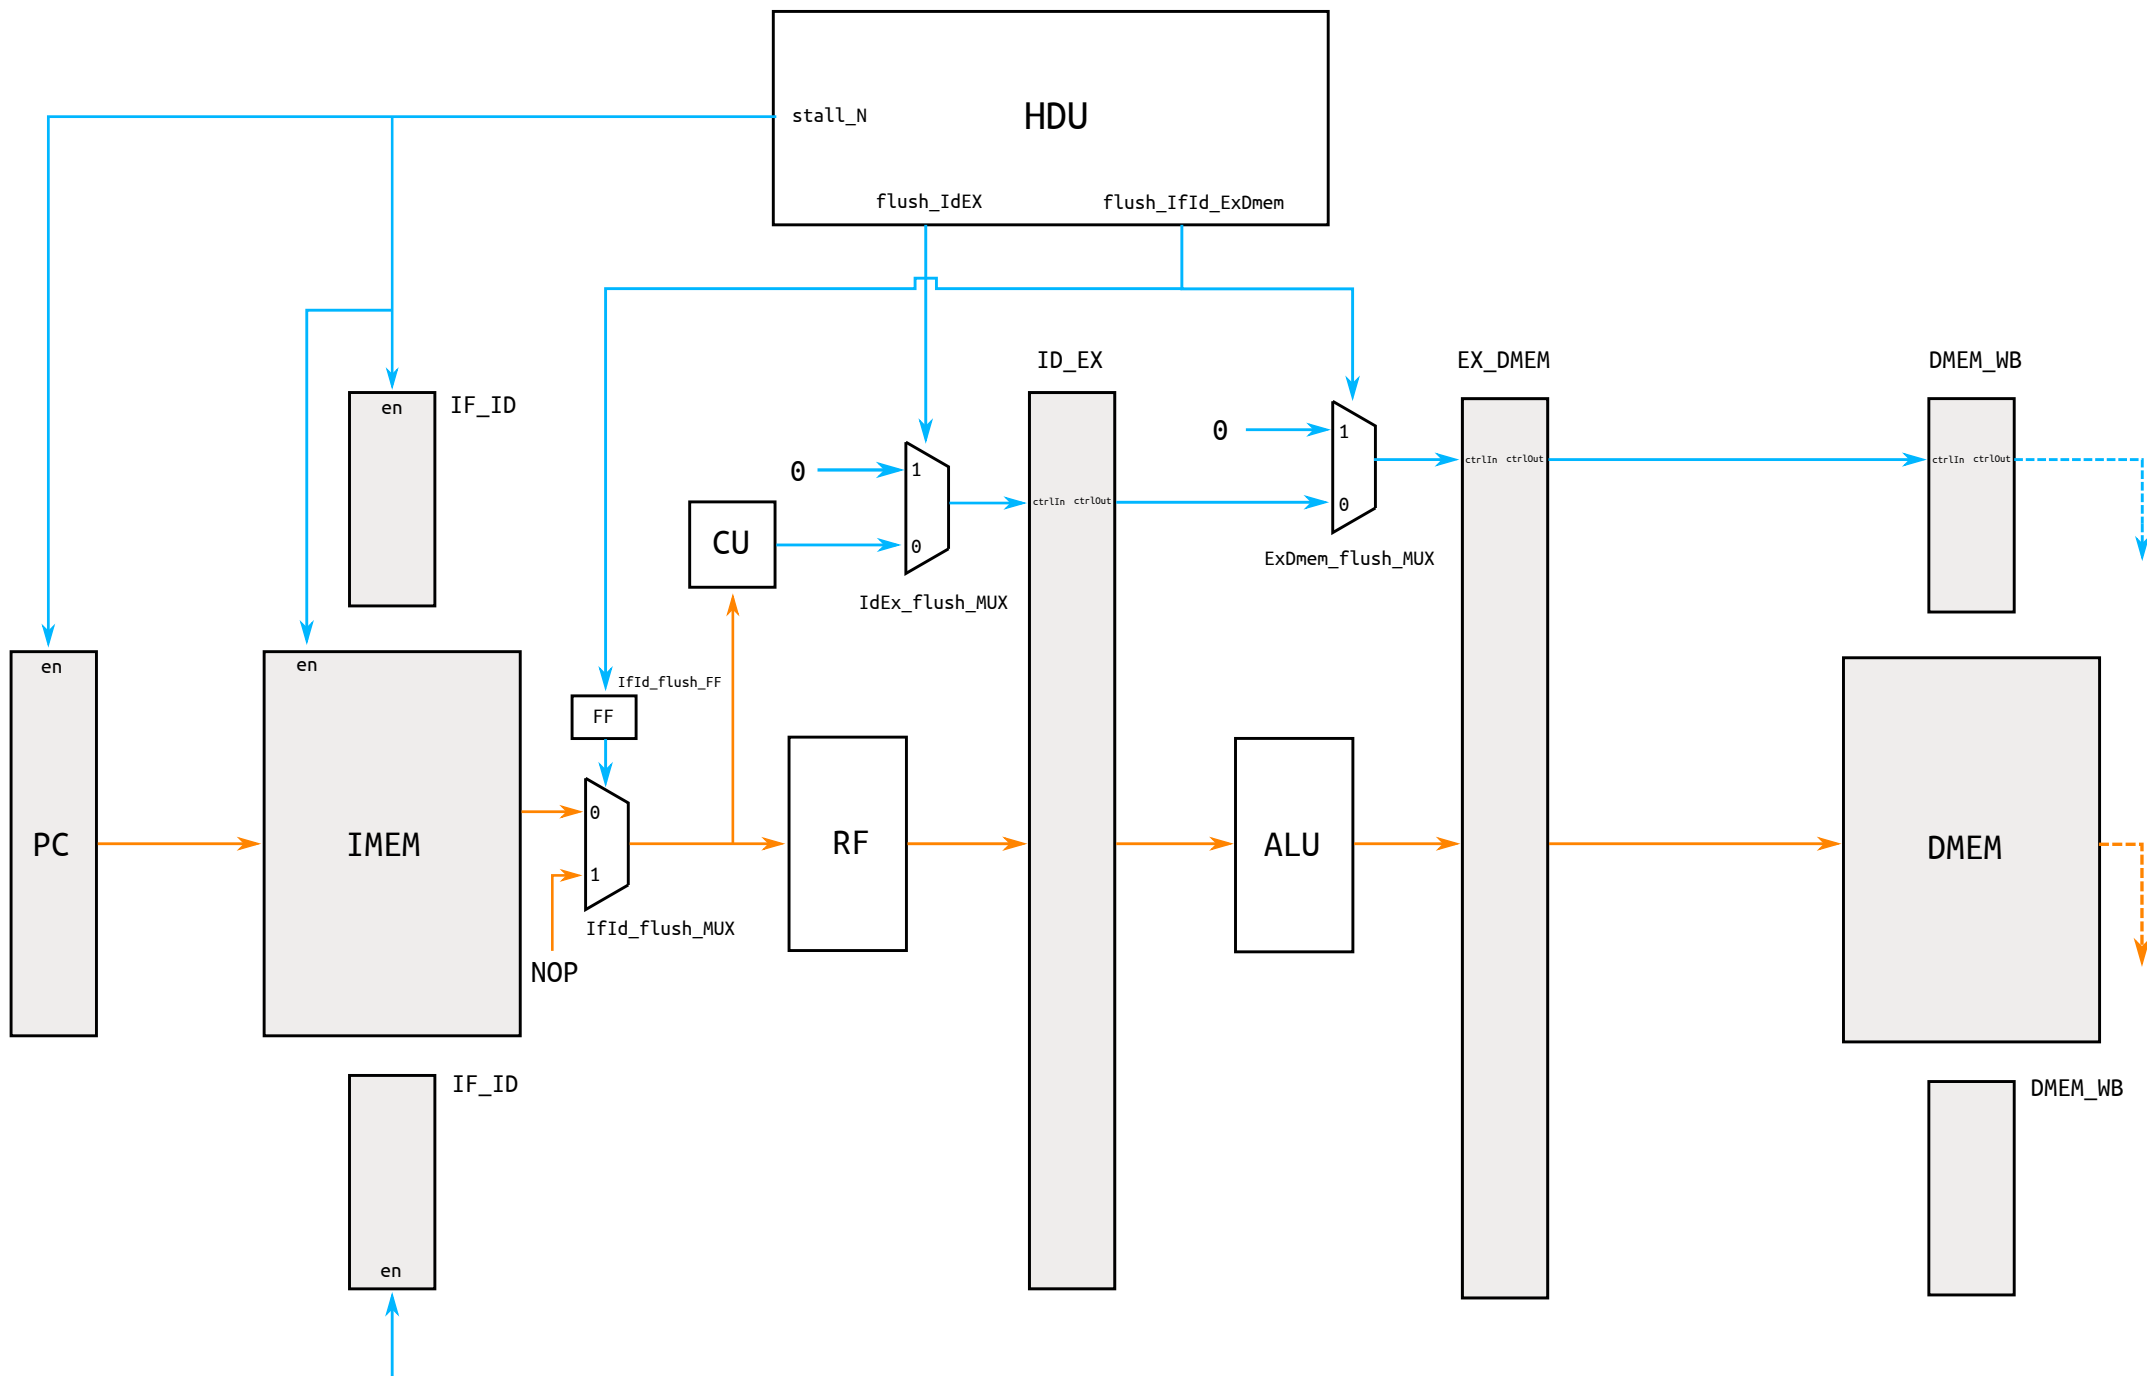 HDU
stall_N
flush_IdEX
flush_IfId_ExDmem
ID_EX
EX_DMEM
DMEM_WB
en
IF_ID
0
1
0
1
ctrlIn
ctrlOut
ctrlIn
ctrlOut
ctrlIn
ctrlOut
0
CU
0
ExDmem_flush_MUX
IdEx_flush_MUX
en
en
IfId_flush_FF
FF
0
PC
IMEM
RF
ALU
DMEM
1
IfId_flush_MUX
NOP
IF_ID
DMEM_WB
en